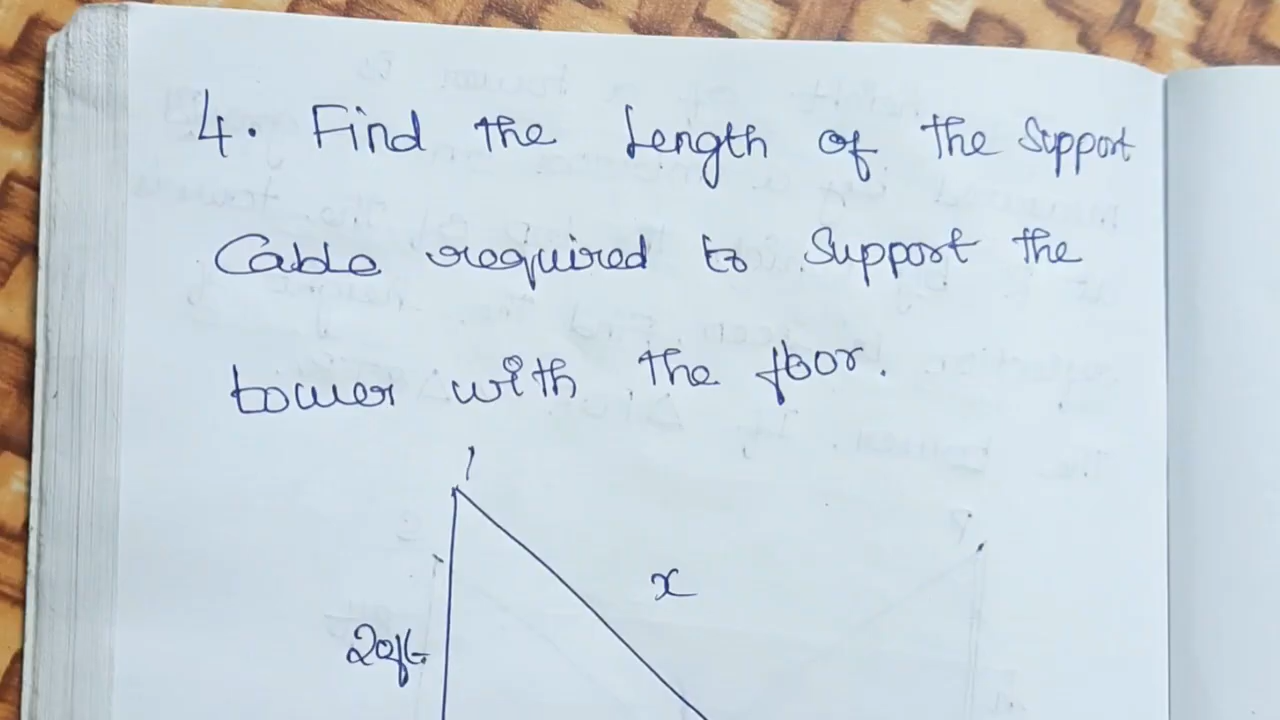 4. Find the Length of the Support
Cable required to Support the
tower with the floor.
x
20ft